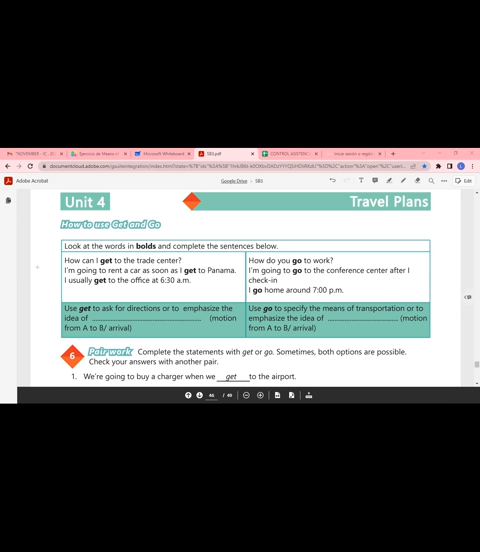 Microsoft Whiteboard
SB3.pdf
Adobe Acrobat
Google Drive
SB3
Edit
Unit 4
Travel Plans
How to use Get and Go
Look at the words in bolds and complete the sentences below.
How can I get to the trade center?
I'm going to rent a car as soon as I get to Panama.
I usually get to the office at 6:30 a.m.
How do you go to work?
I'm going to go to the conference center after I
check-in
I go home around 7:00 p.m.
Use get to ask for directions or to emphasize the
idea of ........................................ (motion
from A to B/ arrival)
Use go to specify the means of transportation or to
emphasize the idea of .......................... (motion
from A to B/ arrival)
6 Pair work Complete the statements with get or go. Sometimes, both options are possible.
Check your answers with another pair.
1. We're going to buy a charger when we get to the airport.
46 / 49